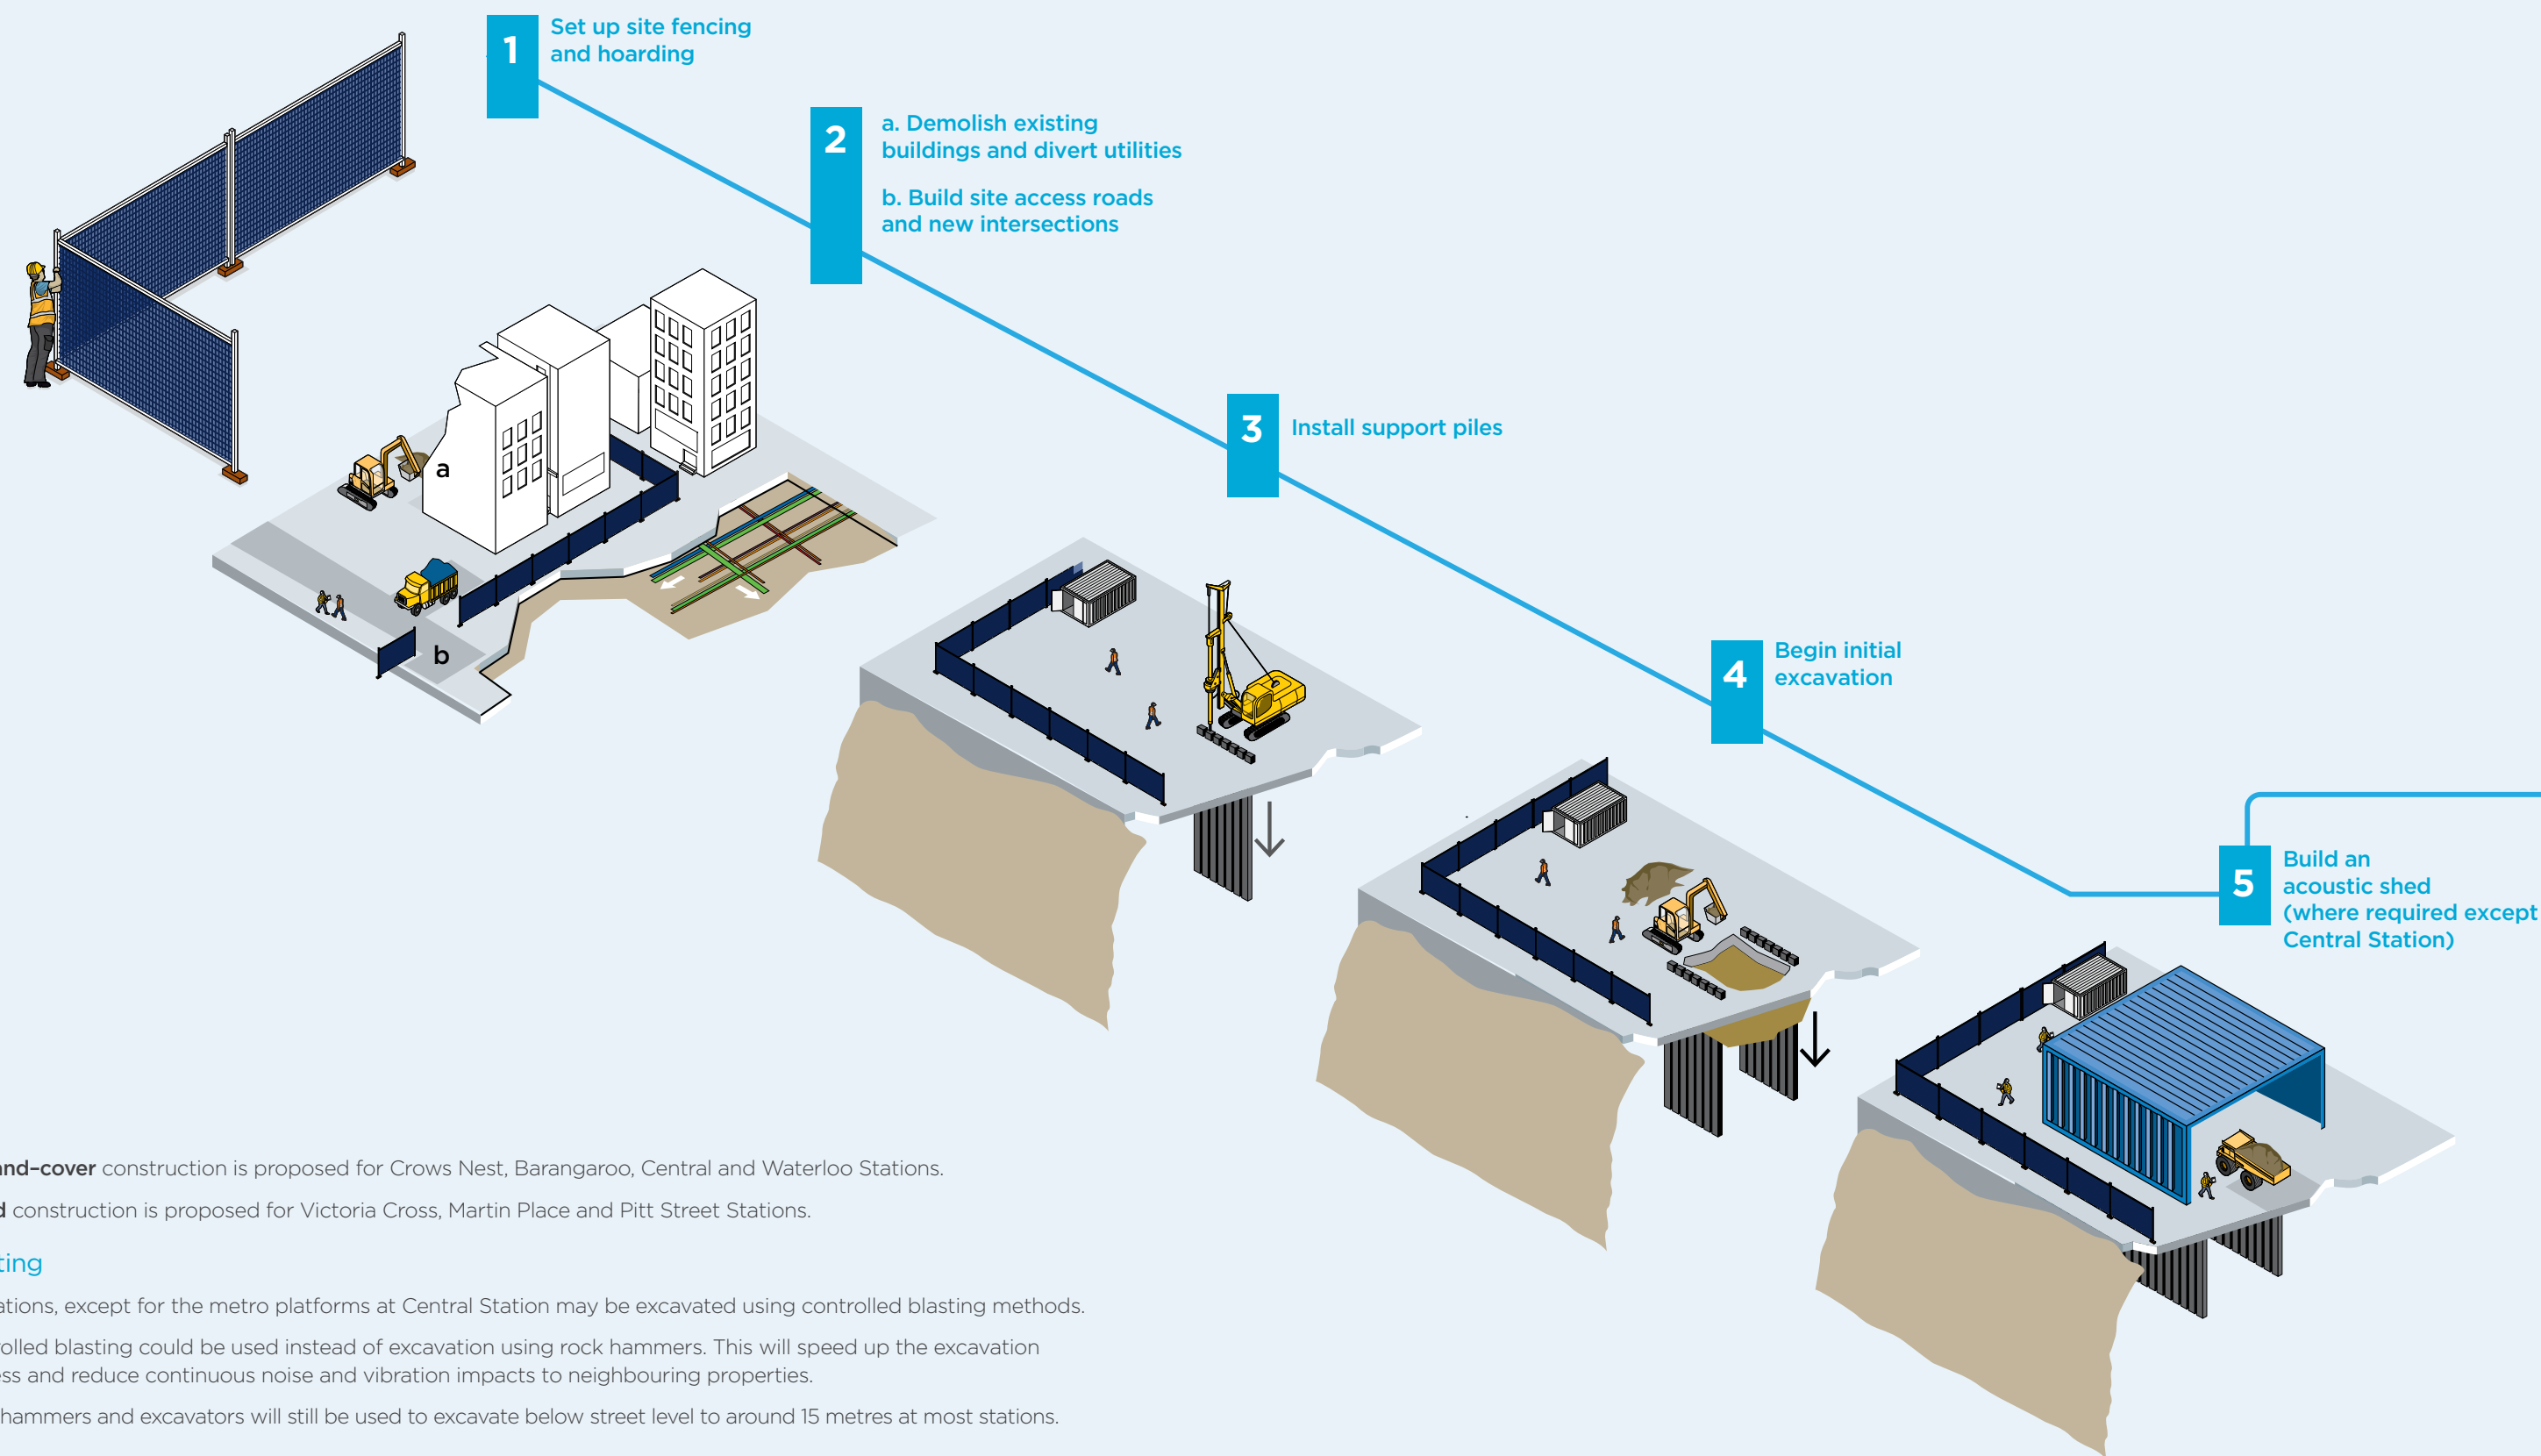 1
Set up site fencing
and hoarding
2
a. Demolish existing
buildings and divert utilities
b. Build site access roads
and new intersections
3
Install support piles
4
Begin initial
excavation
5
Build an
acoustic shed
(where required except
Central Station)
a
b
and-cover construction is proposed for Crows Nest, Barangaroo, Central and Waterloo Stations.
construction is proposed for Victoria Cross, Martin Place and Pitt Street Stations.
ting
ations, except for the metro platforms at Central Station may be excavated using controlled blasting methods.
rolled blasting could be used instead of excavation using rock hammers. This will speed up the excavation
ess and reduce continuous noise and vibration impacts to neighbouring properties.
hammers and excavators will still be used to excavate below street level to around 15 metres at most stations.